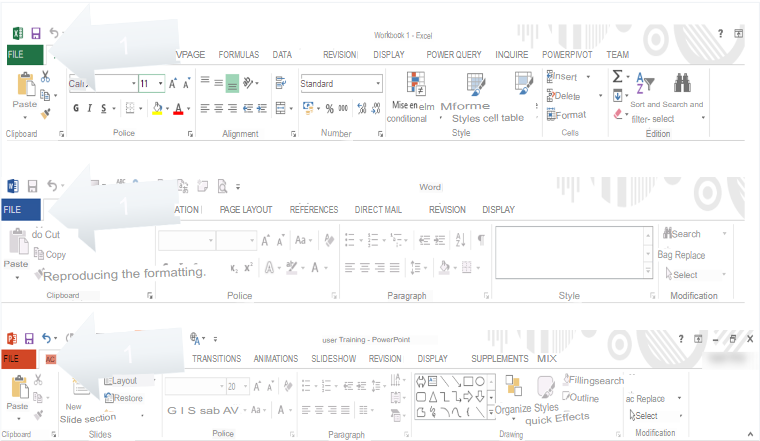 Workbook 1 - Excel
1
FILE VPAGE FORMULAS DATA REVISION DISPLAY POWER QUERY INQUIRE POWERPIVOT TEAM
11 Standard Insert
Paste Delete
G I S A % 000 Mise en elm Mforme Format Sort and Search and
conditional Styles cell table filter- select
Clipboard Police Alignment Number Style Cells Edition
Word
1
FILE ATION PAGE LAYOUT REFERENCES DIRECT MAIL REVISION DISPLAY
do Cut Search
Copy Aa Bag Replace
Paste Reproducing the formatting. Select
Clipboard Police Paragraph Style Modification
user Training - PowerPoint
1
FILE AC TRANSITIONS ANIMATIONS SLIDESHOW REVISION DISPLAY SUPPLEMENTS MIX
Layout 20 Fillingsearch
Restore Outline ac Replace
Paste New G I S sab AV - Aa - A Organize Styles Select
Slide section quick Effects
Clipboard Slides Police Paragraph Drawing Modification